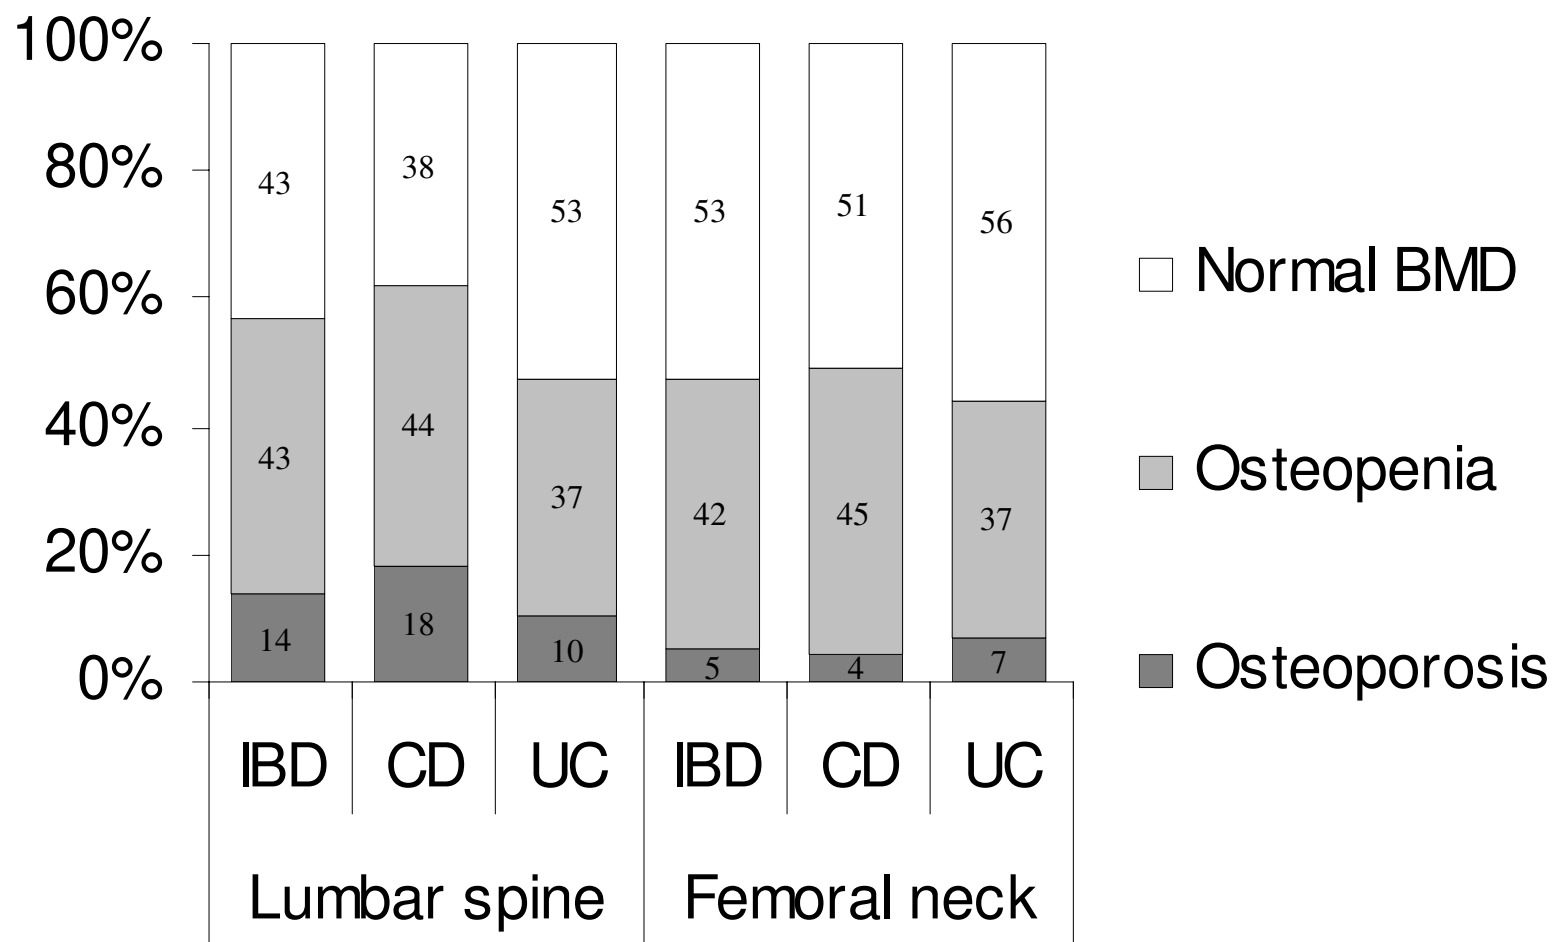 100%
80%
60%
40%
20%
0%
43 38 53 53 51 56
43 44 37 42 45 37
14 18 10 5 4 7
IBD CD UC IBD CD UC
Lumbar spine Femoral neck
Normal BMD
Osteopenia
Osteoporosis